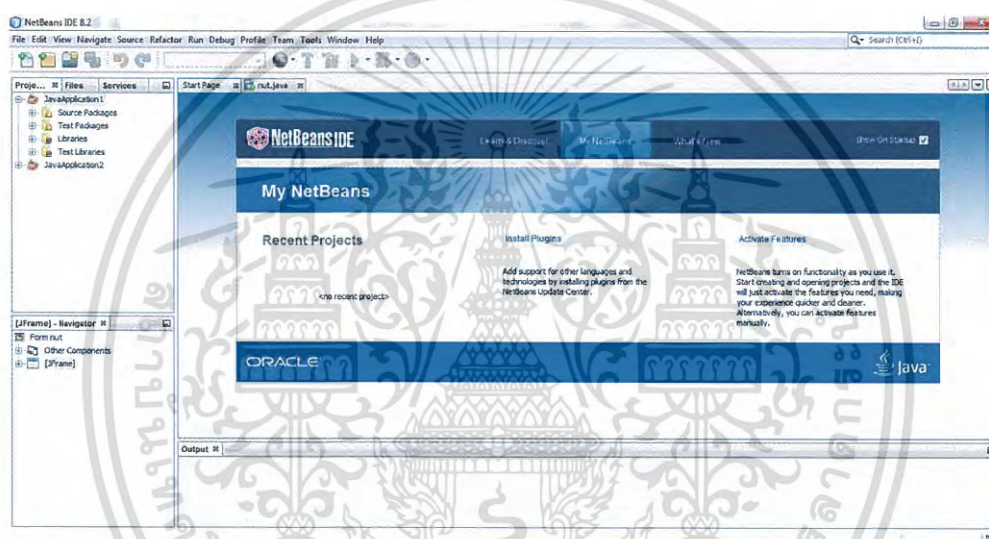 NetBeans IDE 8.2
File Edit View Navigate Source Refactor Run Debug Profile Team Tools Window Help
Search (Ctrl+I)
Proje... Files Services
Start Page nut.java
JavaApplication1
Source Packages
Test Packages
Libraries
Test Libraries
JavaApplication2
NetBeans IDE
Learn & Discover My NetBeans What's New
Show On Startup
My NetBeans
Recent Projects
<no recent project>
Install Plugins
Add support for other languages and
technologies by installing plugins from the
NetBeans Update Center.
Activate Features
NetBeans turns on functionality as you use it.
Start creating and opening projects and the IDE
will just activate the features you need, making
your experience quicker and cleaner.
Alternatively, you can activate features
manually.
ORACLE
Java
[JFrame] - Navigator
Form nut
Other Components
[JFrame]
Output